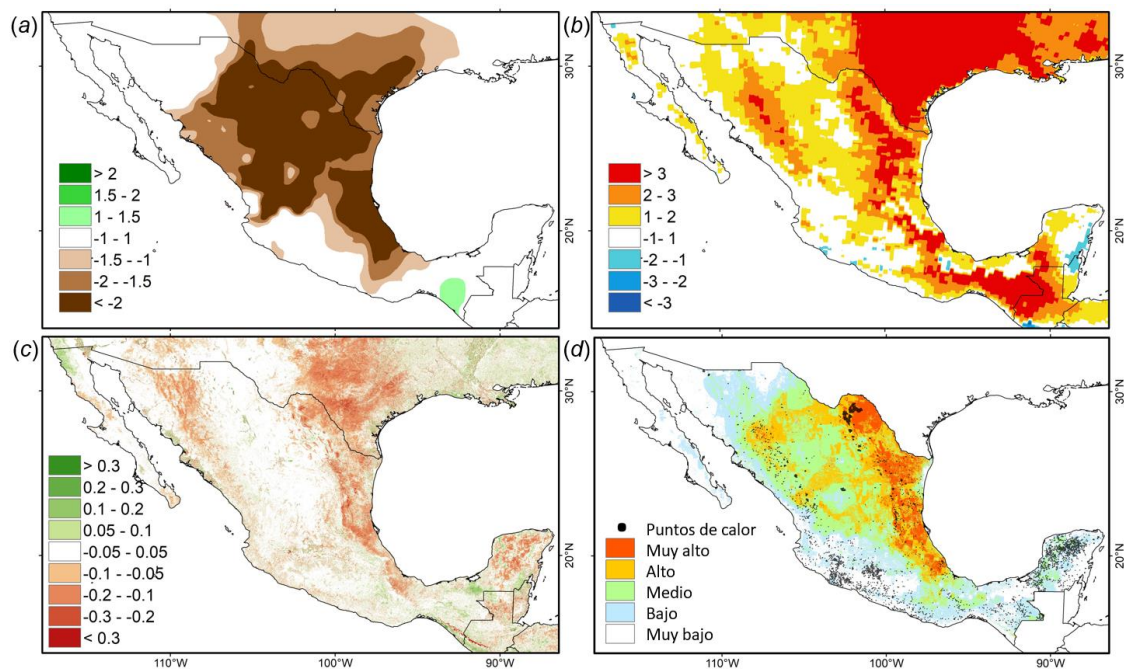 (a)
> 2
1.5 - 2
1 - 1.5
-1 - 1
-1.5 - -1
-2 - -1.5
< -2
(b)
> 3
2 - 3
1 - 2
-1 - 1
-2 - -1
-3 - -2
< -3
30°N
20°N
30°N
20°N
(c)
> 0.3
0.2 - 0.3
0.1 - 0.2
0.05 - 0.1
-0.05 - 0.05
-0.1 - -0.05
-0.2 - -0.1
-0.3 - -0.2
< 0.3
(d)
Puntos de calor
Muy alto
Alto
Medio
Bajo
Muy bajo
30°N
20°N
30°N
20°N
110°W
100°W
90°W
110°W
100°W
90°W